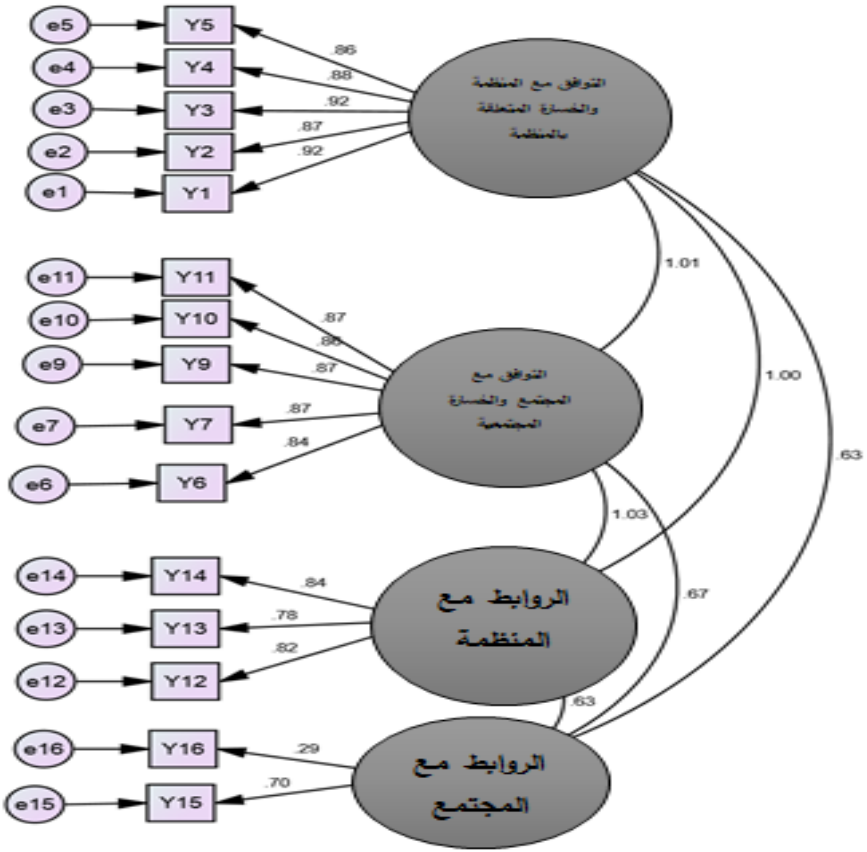 e5 Y5 .86
e4 Y4 .88
e3 Y3 .92
e2 Y2 .87
e1 Y1 .92
التوافق مع المنظمة
والخسارة المتعلقة
بالمنظمة
1.01
1.00
.63
e11 Y11 .87
e10 Y10 .86
e9 Y9 .87
e7 Y7 .87
e6 Y6 .84
التوافق مع
المجتمع والخسارة
المجتمعية
1.03
.67
e14 Y14 .84
e13 Y13 .78
e12 Y12 .82
الروابط مع
المنظمة
.63
e16 Y16 .29
e15 Y15 .70
الروابط مع
المجتمع